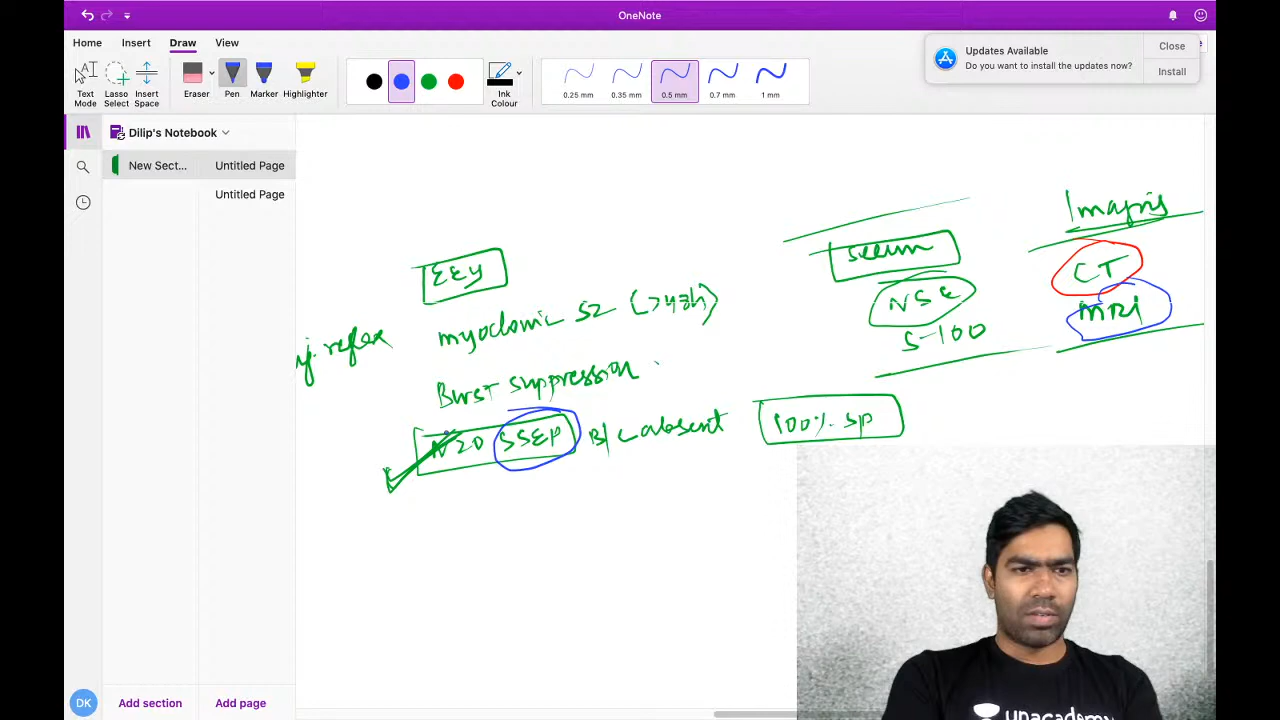 OneNote
Home Insert Draw View
Updates Available
Do you want to install the updates now?
Close
Install
Text Mode
Lasso Select
Insert Space
Eraser
Pen
Marker
Highlighter
Ink Colour
0.25 mm
0.35 mm
0.5 mm
0.7 mm
1 mm
Dilip's Notebook
New Sect...
Untitled Page
Untitled Page
Imaging
serum
CT
EEG
NSE
MRI
myoclonic SZ (>48h)
S-100
reflex
Burst suppression
N20 SSEP B/L absent
100% sp
DK
Add section
Add page
unacademy